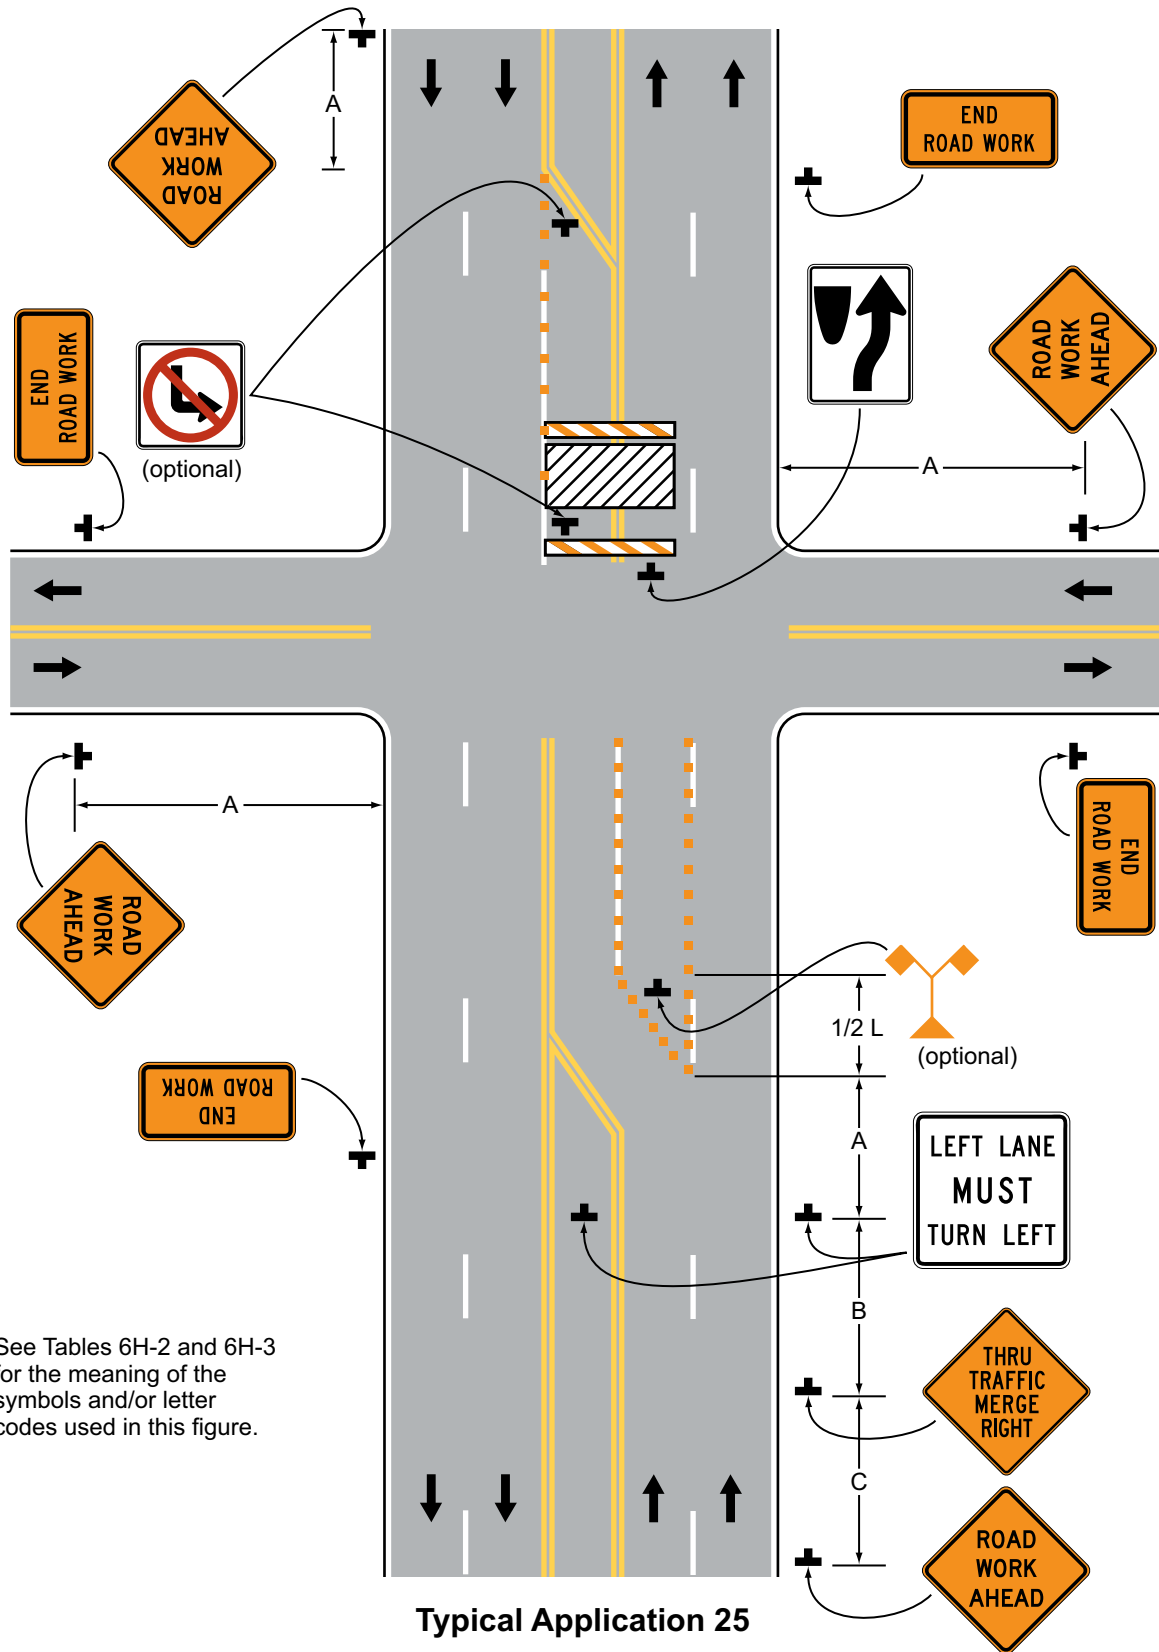 A
ROAD
WORK
AHEAD
END
ROAD WORK
END
ROAD WORK
(optional)
ROAD
WORK
AHEAD
A
A
ROAD
WORK
AHEAD
END
ROAD WORK
1/2 L
(optional)
END
ROAD WORK
A
LEFT LANE
MUST
TURN LEFT
B
See Tables 6H-2 and 6H-3
for the meaning of the
symbols and/or letter
codes used in this figure.
THRU
TRAFFIC
MERGE
RIGHT
C
ROAD
WORK
AHEAD
Typical Application 25